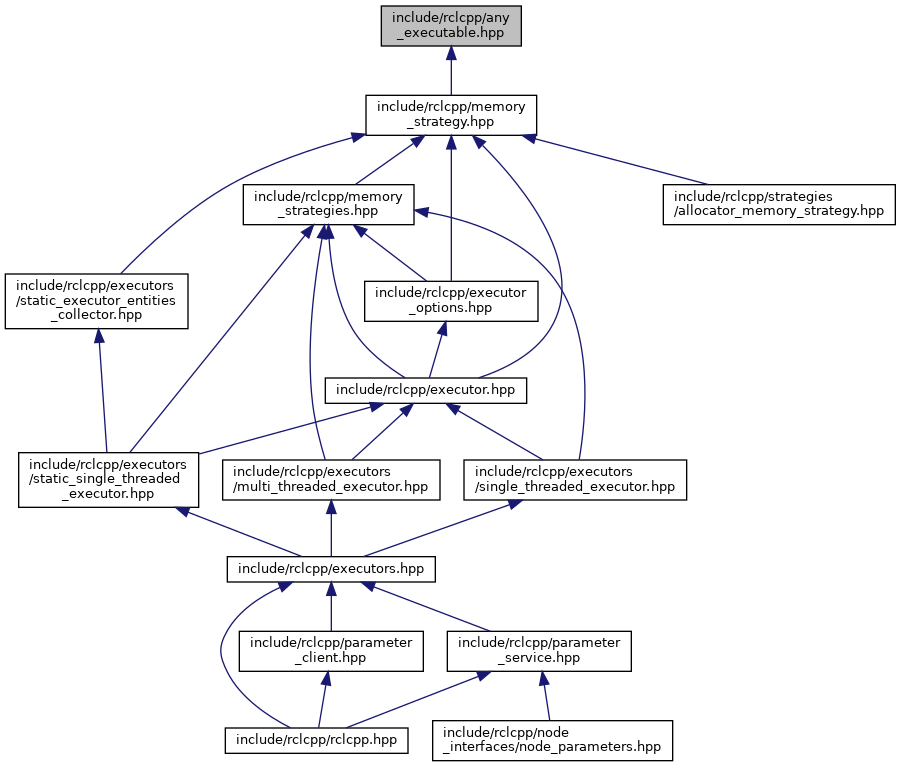 include/rclcpp/any
_executable.hpp
include/rclcpp/memory
_strategy.hpp
include/rclcpp/memory
_strategies.hpp
include/rclcpp/strategies
/allocator_memory_strategy.hpp
include/rclcpp/executors
/static_executor_entities
_collector.hpp
include/rclcpp/executor
_options.hpp
include/rclcpp/executor.hpp
include/rclcpp/executors
/static_single_threaded
_executor.hpp
include/rclcpp/executors
/multi_threaded_executor.hpp
include/rclcpp/executors
/single_threaded_executor.hpp
include/rclcpp/executors.hpp
include/rclcpp/parameter
_client.hpp
include/rclcpp/parameter
_service.hpp
include/rclcpp/rclcpp.hpp
include/rclcpp/node
_interfaces/node_parameters.hpp